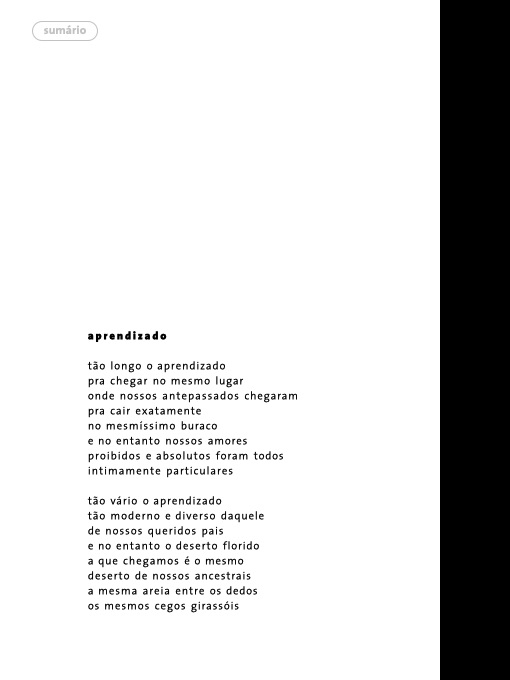 sumário
aprendizado
tão longo o aprendizado
pra chegar no mesmo lugar
onde nossos antepassados chegaram
pra cair exatamente
no mesmíssimo buraco
e no entanto nossos amores
proibidos e absolutos foram todos
intimamente particulares
tão vário o aprendizado
tão moderno e diverso daquele
de nossos queridos pais
e no entanto o deserto florido
a que chegamos é o mesmo
deserto de nossos ancestrais
a mesma areia entre os dedos
os mesmos cegos girassóis